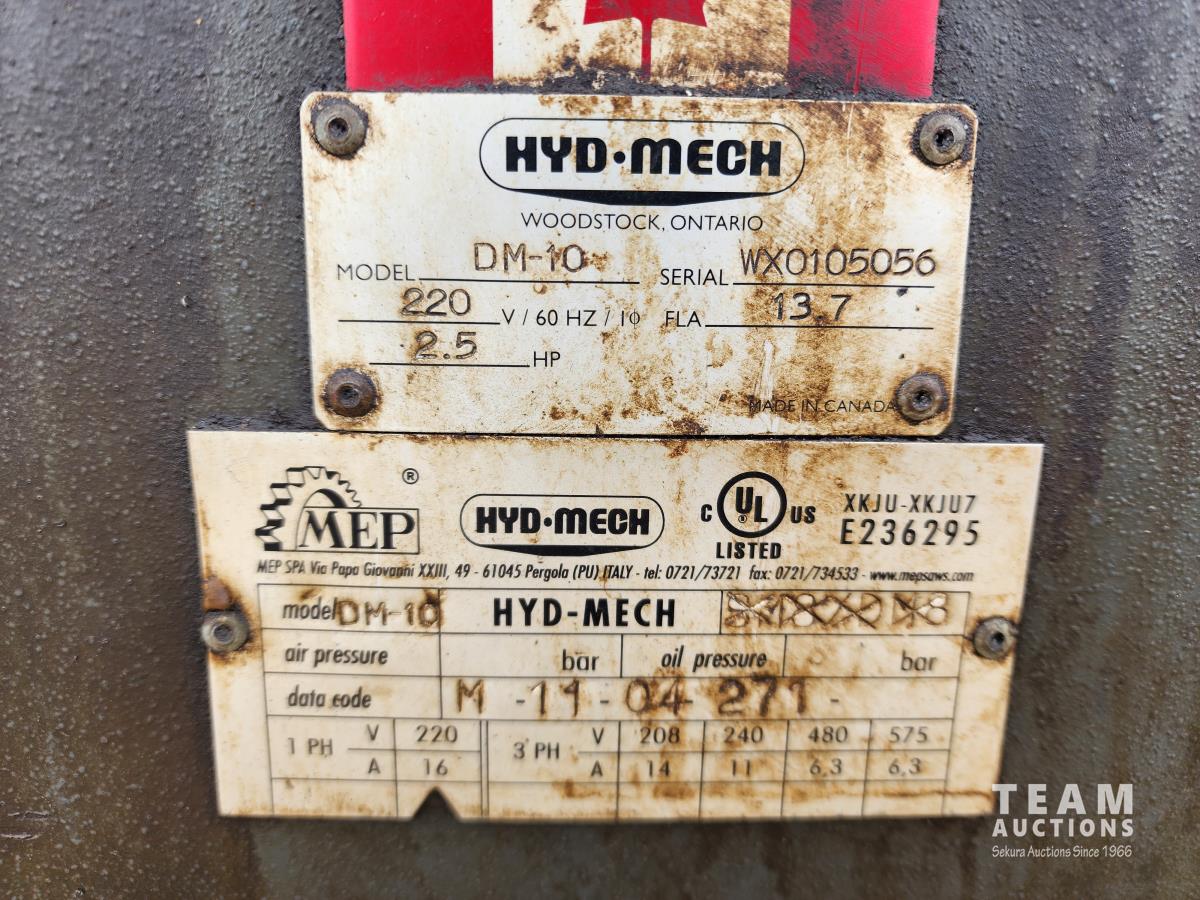 HYD·MECH
WOODSTOCK, ONTARIO
MODEL DM-10 SERIAL WX0105056
220 V / 60 HZ / 1ϕ FLA 13.7
2.5 HP
MADE IN CANADA
MEP ® HYD·MECH C UL ® US LISTED XKJU-XKJU7
E236295
MEP SPA Via Papa Giovanni XXIII, 49 - 61045 Pergola (PU) ITALY - tel: 0721/73721 fax: 0721/734533 - www.mepsaws.com
model DM-10 HYD-MECH
air pressure bar oil pressure bar
data code M -11-04 271-
1 PH V 220 3 PH V 208 240 480 575
A 16 A 14 11 6,3 6,3
TEAM
AUCTIONS
Sekura Auctions Since 1966